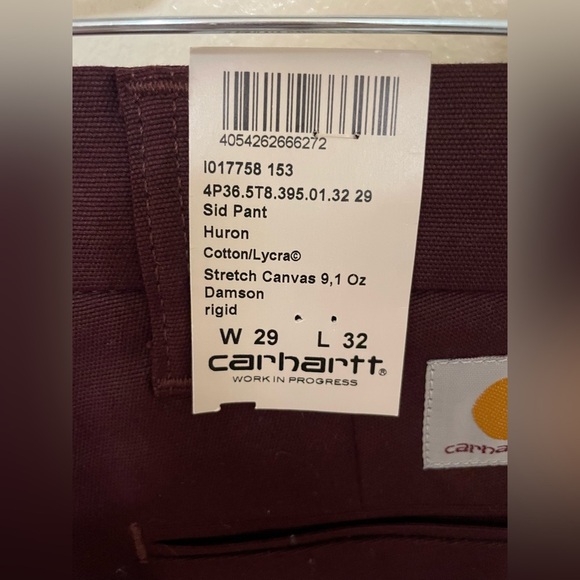 4054262666272
I017758 153
4P36.5T8.395.01.32 29
Sid Pant
Huron
Cotton/Lycra©
Stretch Canvas 9,1 Oz
Damson
rigid
W 29 L 32
carhartt®
WORK IN PROGRESS
carha